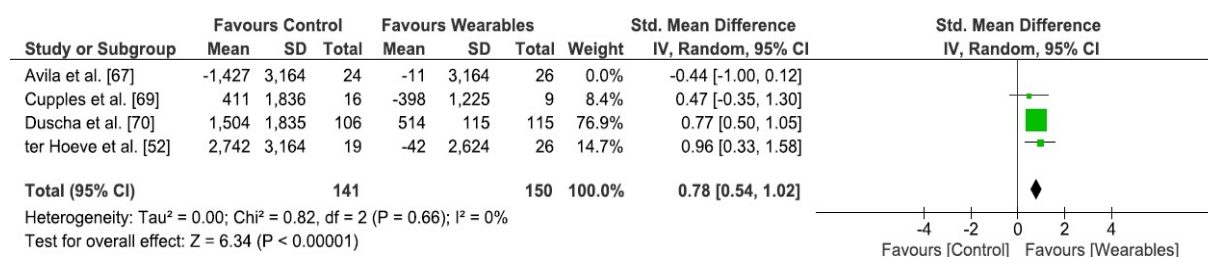 Favours Control Favours Wearables Std. Mean Difference Std. Mean Difference
Study or Subgroup Mean SD Total Mean SD Total Weight IV, Random, 95% CI IV, Random, 95% CI
Avila et al. [67] -1,427 3,164 24 -11 3,164 26 0.0% -0.44 [-1.00, 0.12]
Cupples et al. [69] 411 1,836 16 -398 1,225 9 8.4% 0.47 [-0.35, 1.30]
Duscha et al. [70] 1,504 1,835 106 514 115 115 76.9% 0.77 [0.50, 1.05]
ter Hoeve et al. [52] 2,742 3,164 19 -42 2,624 26 14.7% 0.96 [0.33, 1.58]
Total (95% CI) 141 150 100.0% 0.78 [0.54, 1.02]
Heterogeneity: Tau² = 0.00; Chi² = 0.82, df = 2 (P = 0.66); I² = 0%
Test for overall effect: Z = 6.34 (P < 0.00001)
-4 -2 0 2 4
Favours [Control] Favours [Wearables]